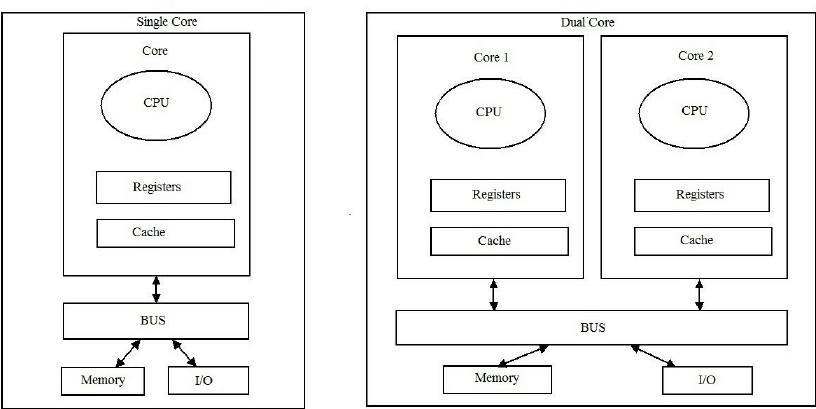 Single Core
Core
CPU
Registers
Cache
BUS
Memory
I/O
Dual Core
Core 1
CPU
Registers
Cache
Core 2
CPU
Registers
Cache
BUS
Memory
I/O